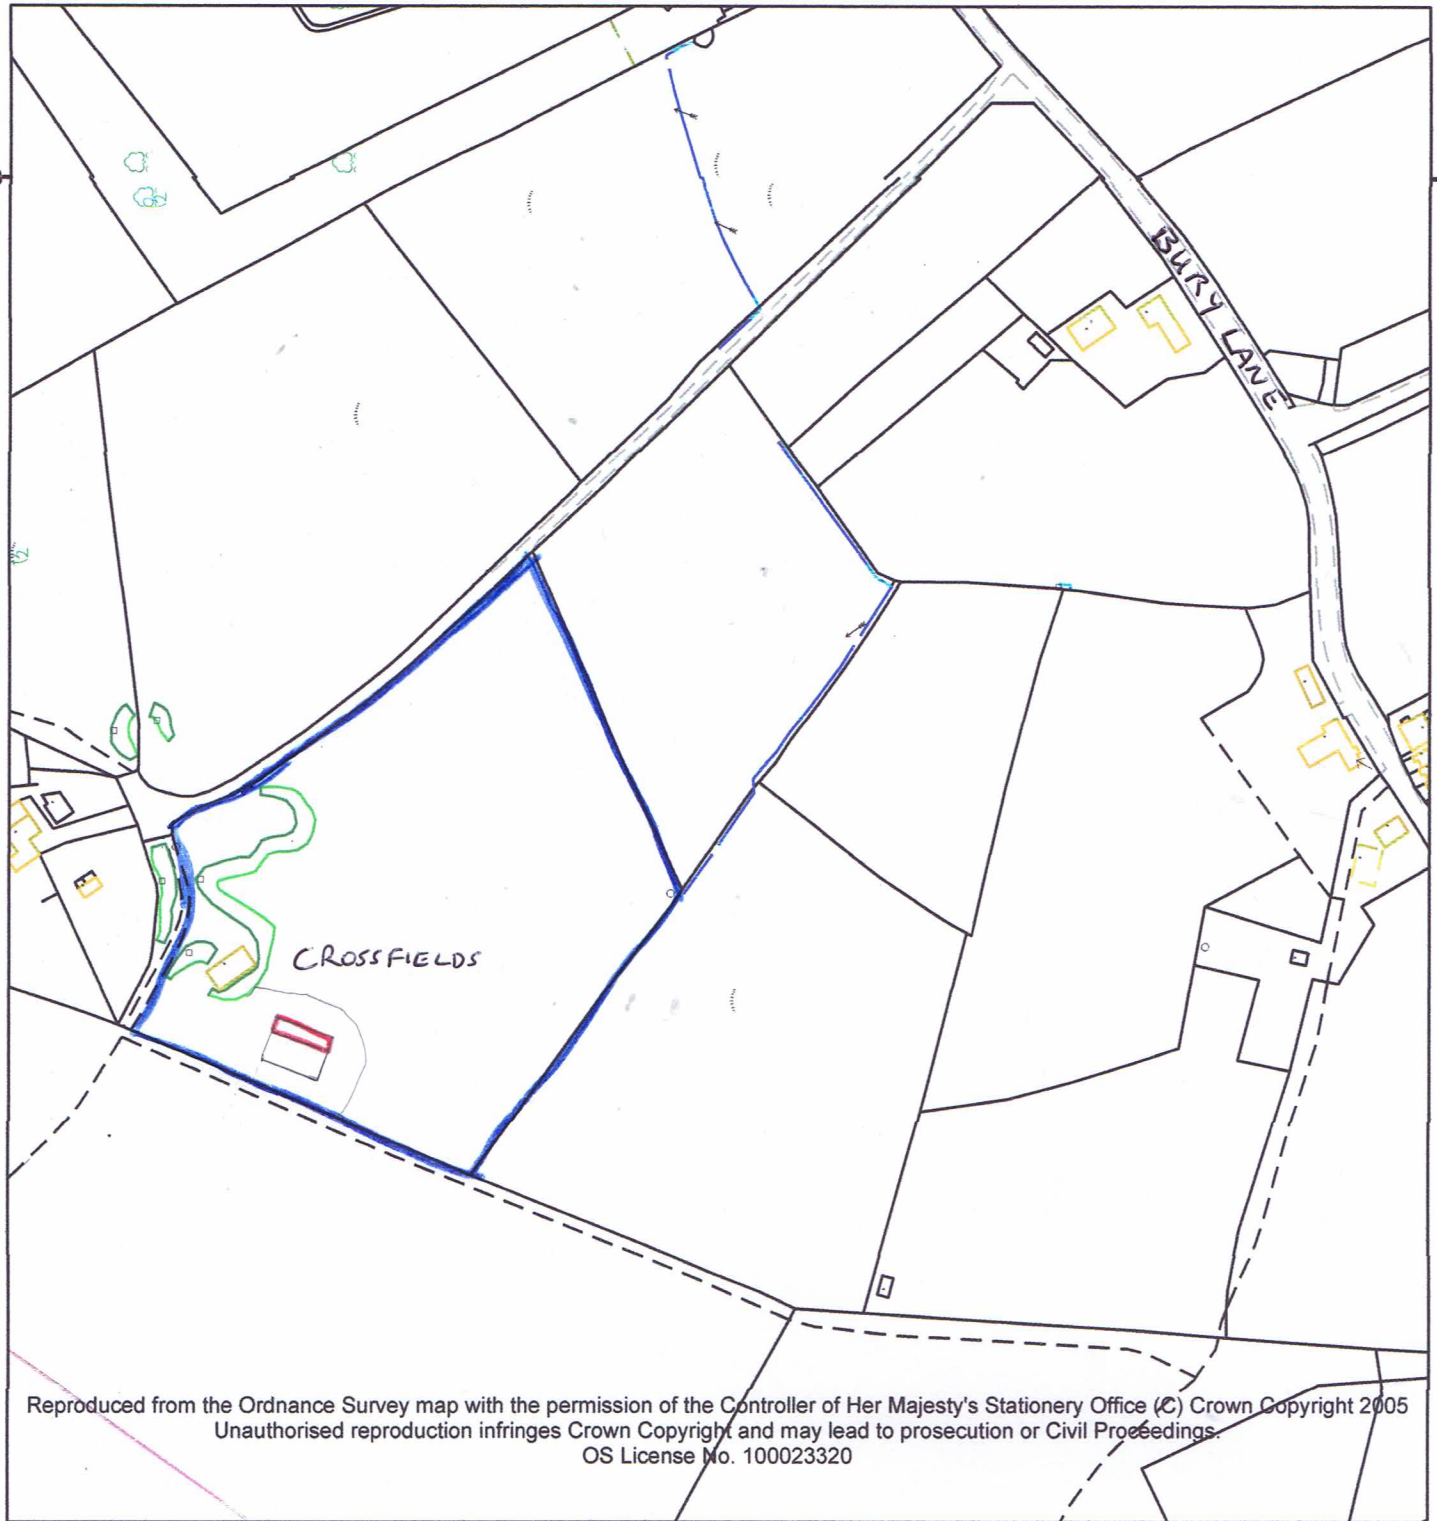 BURY LANE
CROSSFIELDS
Reproduced from the Ordnance Survey map with the permission of the Controller of Her Majesty's Stationery Office (C) Crown Copyright 2005
Unauthorised reproduction infringes Crown Copyright and may lead to prosecution or Civil Proceedings.
OS License No. 100023320